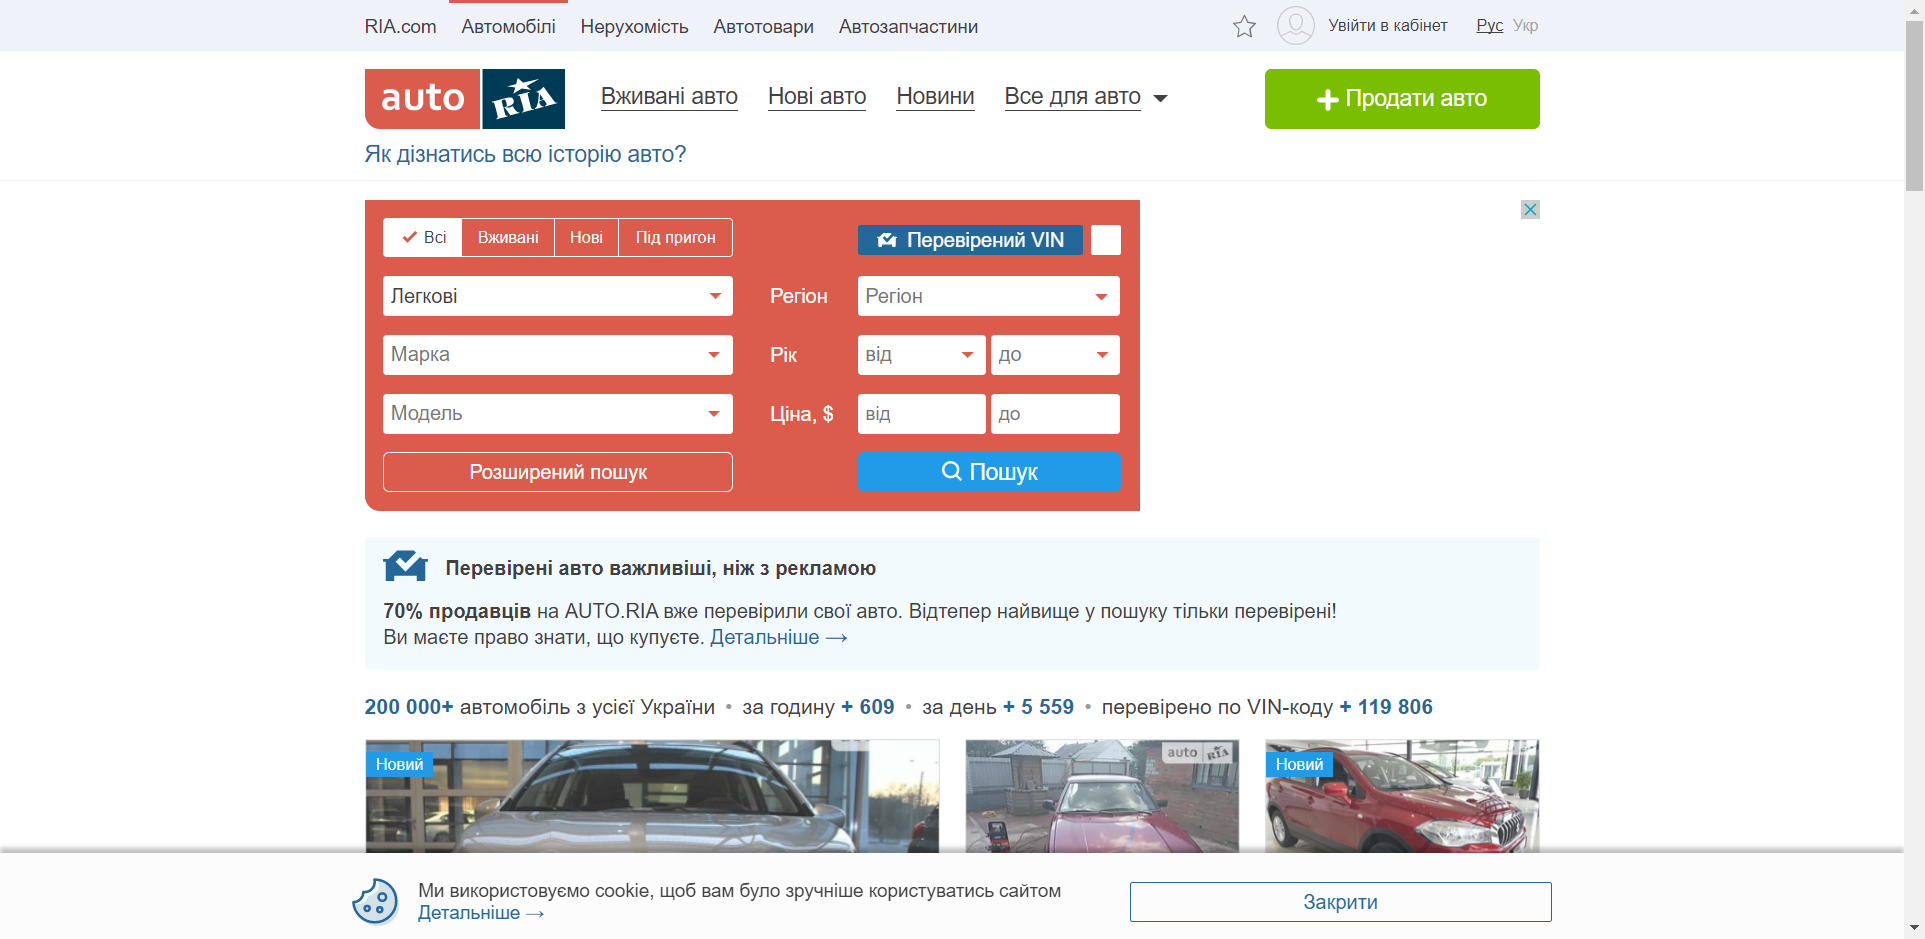 RIA.com Автомобілі Нерухомість Автотовари Автозапчастини Увійти в кабінет Рус Укр
auto RIA Вживані авто Нові авто Новини Все для авто Продати авто
Як дізнатись всю історію авто?
Всі Вживані Нові Під пригон Перевірений VIN
Легкові Регіон Регіон
Марка Рік від до
Модель Ціна, $ від до
Розширений пошук Пошук
Перевірені авто важливіші, ніж з рекламою
70% продавців на AUTO.RIA вже перевірили свої авто. Відтепер найвище у пошуку тільки перевірені!
Ви маєте право знати, що купуєте. Детальніше →
200 000+ автомобіль з усієї України • за годину + 609 • за день + 5 559 • перевірено по VIN-коду + 119 806
Новий auto RIA Новий
Ми використовуємо cookie, щоб вам було зручніше користуватись сайтом
Детальніше →
Закрити